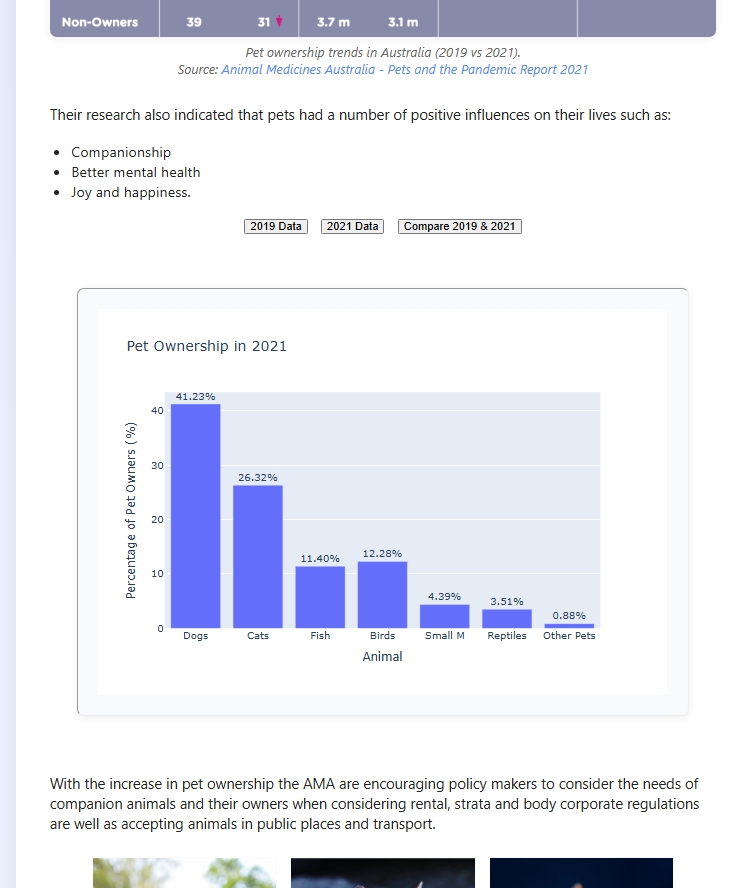 Non-Owners 39 31 3.7 m 3.1 m
Pet ownership trends in Australia (2019 vs 2021).
Source: Animal Medicines Australia - Pets and the Pandemic Report 2021
Their research also indicated that pets had a number of positive influences on their lives such as:
• Companionship
• Better mental health
• Joy and happiness.
2019 Data 2021 Data Compare 2019 & 2021
Pet Ownership in 2021
Percentage of Pet Owners (%)
40
30
20
10
0
41.23%
26.32%
11.40%
12.28%
4.39%
3.51%
0.88%
Dogs Cats Fish Birds Small M Reptiles Other Pets
Animal
With the increase in pet ownership the AMA are encouraging policy makers to consider the needs of
companion animals and their owners when considering rental, strata and body corporate regulations
are well as accepting animals in public places and transport.